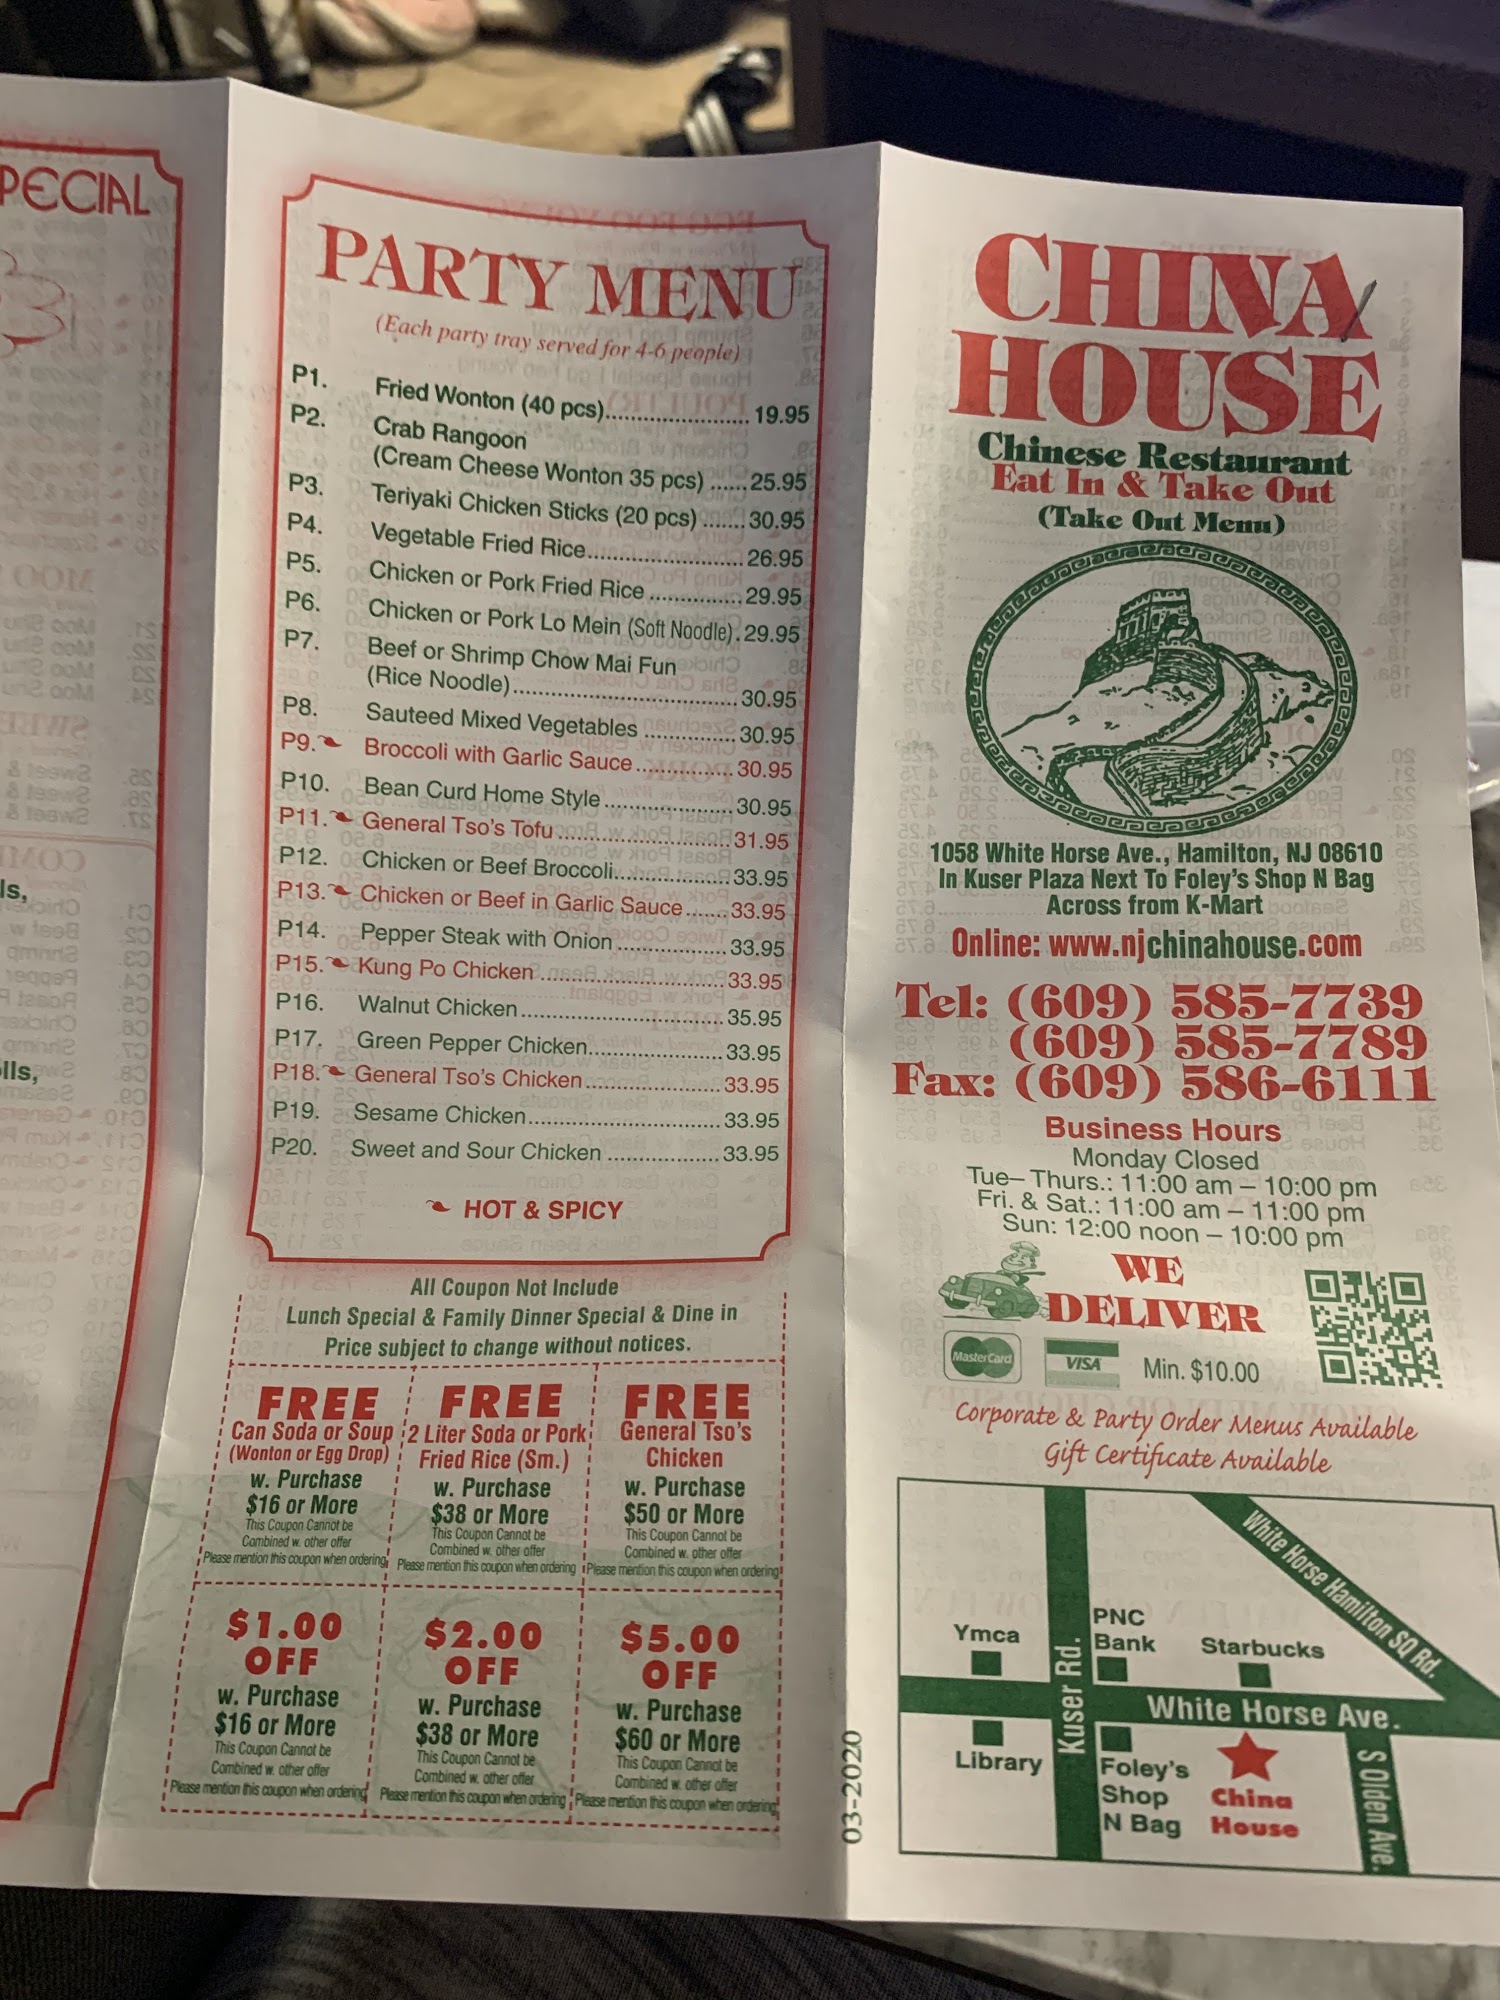 PECIAL
ls,
lls,
PARTY MENU
(Each party tray served for 4-6 people)
P1. Fried Wonton (40 pcs)..................... 19.95
P2. Crab Rangoon
(Cream Cheese Wonton 35 pcs) ......25.95
P3. Teriyaki Chicken Sticks (20 pcs) .......30.95
P4. Vegetable Fried Rice.........................26.95
P5. Chicken or Pork Fried Rice ...............29.95
P6. Chicken or Pork Lo Mein (Soft Noodle).29.95
P7. Beef or Shrimp Chow Mai Fun
(Rice Noodle)....................................30.95
P8. Sauteed Mixed Vegetables ..............30.95
P9. Broccoli with Garlic Sauce...............30.95
P10. Bean Curd Home Style....................30.95
P11. General Tso's Tofu...........................31.95
P12. Chicken or Beef Broccoli..................33.95
P13. Chicken or Beef in Garlic Sauce.......33.95
P14. Pepper Steak with Onion..................33.95
P15. Kung Po Chicken.............................33.95
P16. Walnut Chicken................................35.95
P17. Green Pepper Chicken.....................33.95
P18. General Tso's Chicken.....................33.95
P19. Sesame Chicken..............................33.95
P20. Sweet and Sour Chicken..................33.95
HOT & SPICY
All Coupon Not Include
Lunch Special & Family Dinner Special & Dine in
Price subject to change without notices.
FREE
Can Soda or Soup
(Wonton or Egg Drop)
w. Purchase
$16 or More
This Coupon Cannot be
Combined w. other offer
Please mention this coupon when ordering
FREE
2 Liter Soda or Pork
Fried Rice (Sm.)
w. Purchase
$38 or More
This Coupon Cannot be
Combined w. other offer
Please mention this coupon when ordering
FREE
General Tso's
Chicken
w. Purchase
$50 or More
This Coupon Cannot be
Combined w. other offer
Please mention this coupon when ordering
$1.00
OFF
w. Purchase
$16 or More
This Coupon Cannot be
Combined w. other offer
Please mention this coupon when ordering
$2.00
OFF
w. Purchase
$38 or More
This Coupon Cannot be
Combined w. other offer
Please mention this coupon when ordering
$5.00
OFF
w. Purchase
$60 or More
This Coupon Cannot be
Combined w. other offer
Please mention this coupon when ordering
03-2020
CHINA
HOUSE
Chinese Restaurant
Eat In & Take Out
(Take Out Menu)
1058 White Horse Ave., Hamilton, NJ 08610
In Kuser Plaza Next To Foley's Shop N Bag
Across from K-Mart
Online: www.njchinahouse.com
Tel: (609) 585-7739
(609) 585-7789
Fax: (609) 586-6111
Business Hours
Monday Closed
Tue– Thurs.: 11:00 am – 10:00 pm
Fri. & Sat.: 11:00 am – 11:00 pm
Sun: 12:00 noon – 10:00 pm
WE
DELIVER
MasterCard
VISA
Min. $10.00
Corporate & Party Order Menus Available
Gift Certificate Available
White Horse Hamilton SQ Rd.
Ymca
Kuser Rd.
PNC
Bank
Starbucks
White Horse Ave.
Library
Foley's
Shop
N Bag
China
House
S Olden Ave.